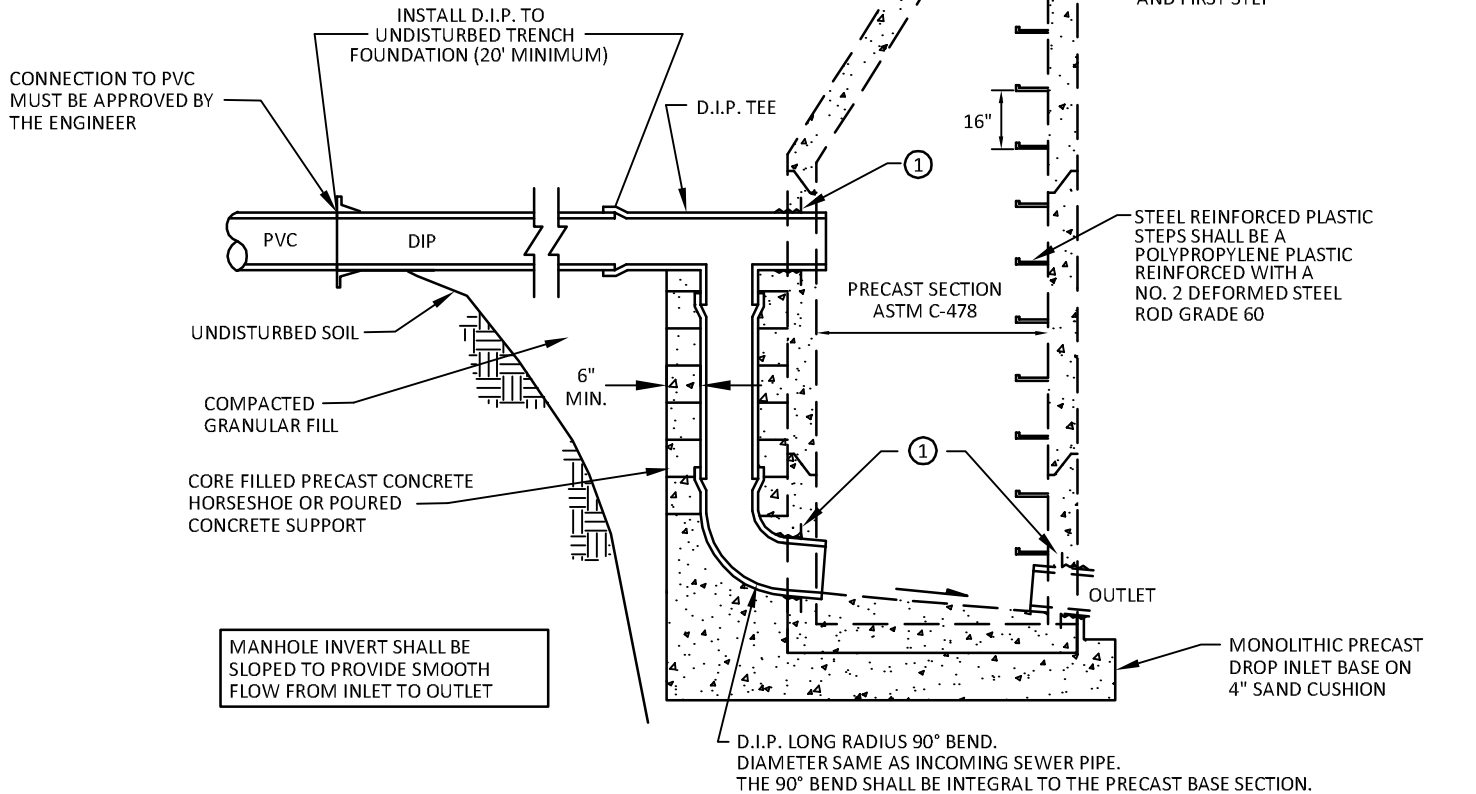 AND FIRST STEP
INSTALL D.I.P. TO
UNDISTURBED TRENCH
FOUNDATION (20' MINIMUM)
CONNECTION TO PVC
MUST BE APPROVED BY
THE ENGINEER
D.I.P. TEE
16"
1
STEEL REINFORCED PLASTIC
STEPS SHALL BE A
POLYPROPYLENE PLASTIC
REINFORCED WITH A
NO. 2 DEFORMED STEEL
ROD GRADE 60
PVC
DIP
PRECAST SECTION
ASTM C-478
UNDISTURBED SOIL
6"
MIN.
COMPACTED
GRANULAR FILL
1
CORE FILLED PRECAST CONCRETE
HORSESHOE OR POURED
CONCRETE SUPPORT
OUTLET
MANHOLE INVERT SHALL BE
SLOPED TO PROVIDE SMOOTH
FLOW FROM INLET TO OUTLET
MONOLITHIC PRECAST
DROP INLET BASE ON
4" SAND CUSHION
D.I.P. LONG RADIUS 90° BEND.
DIAMETER SAME AS INCOMING SEWER PIPE.
THE 90° BEND SHALL BE INTEGRAL TO THE PRECAST BASE SECTION.